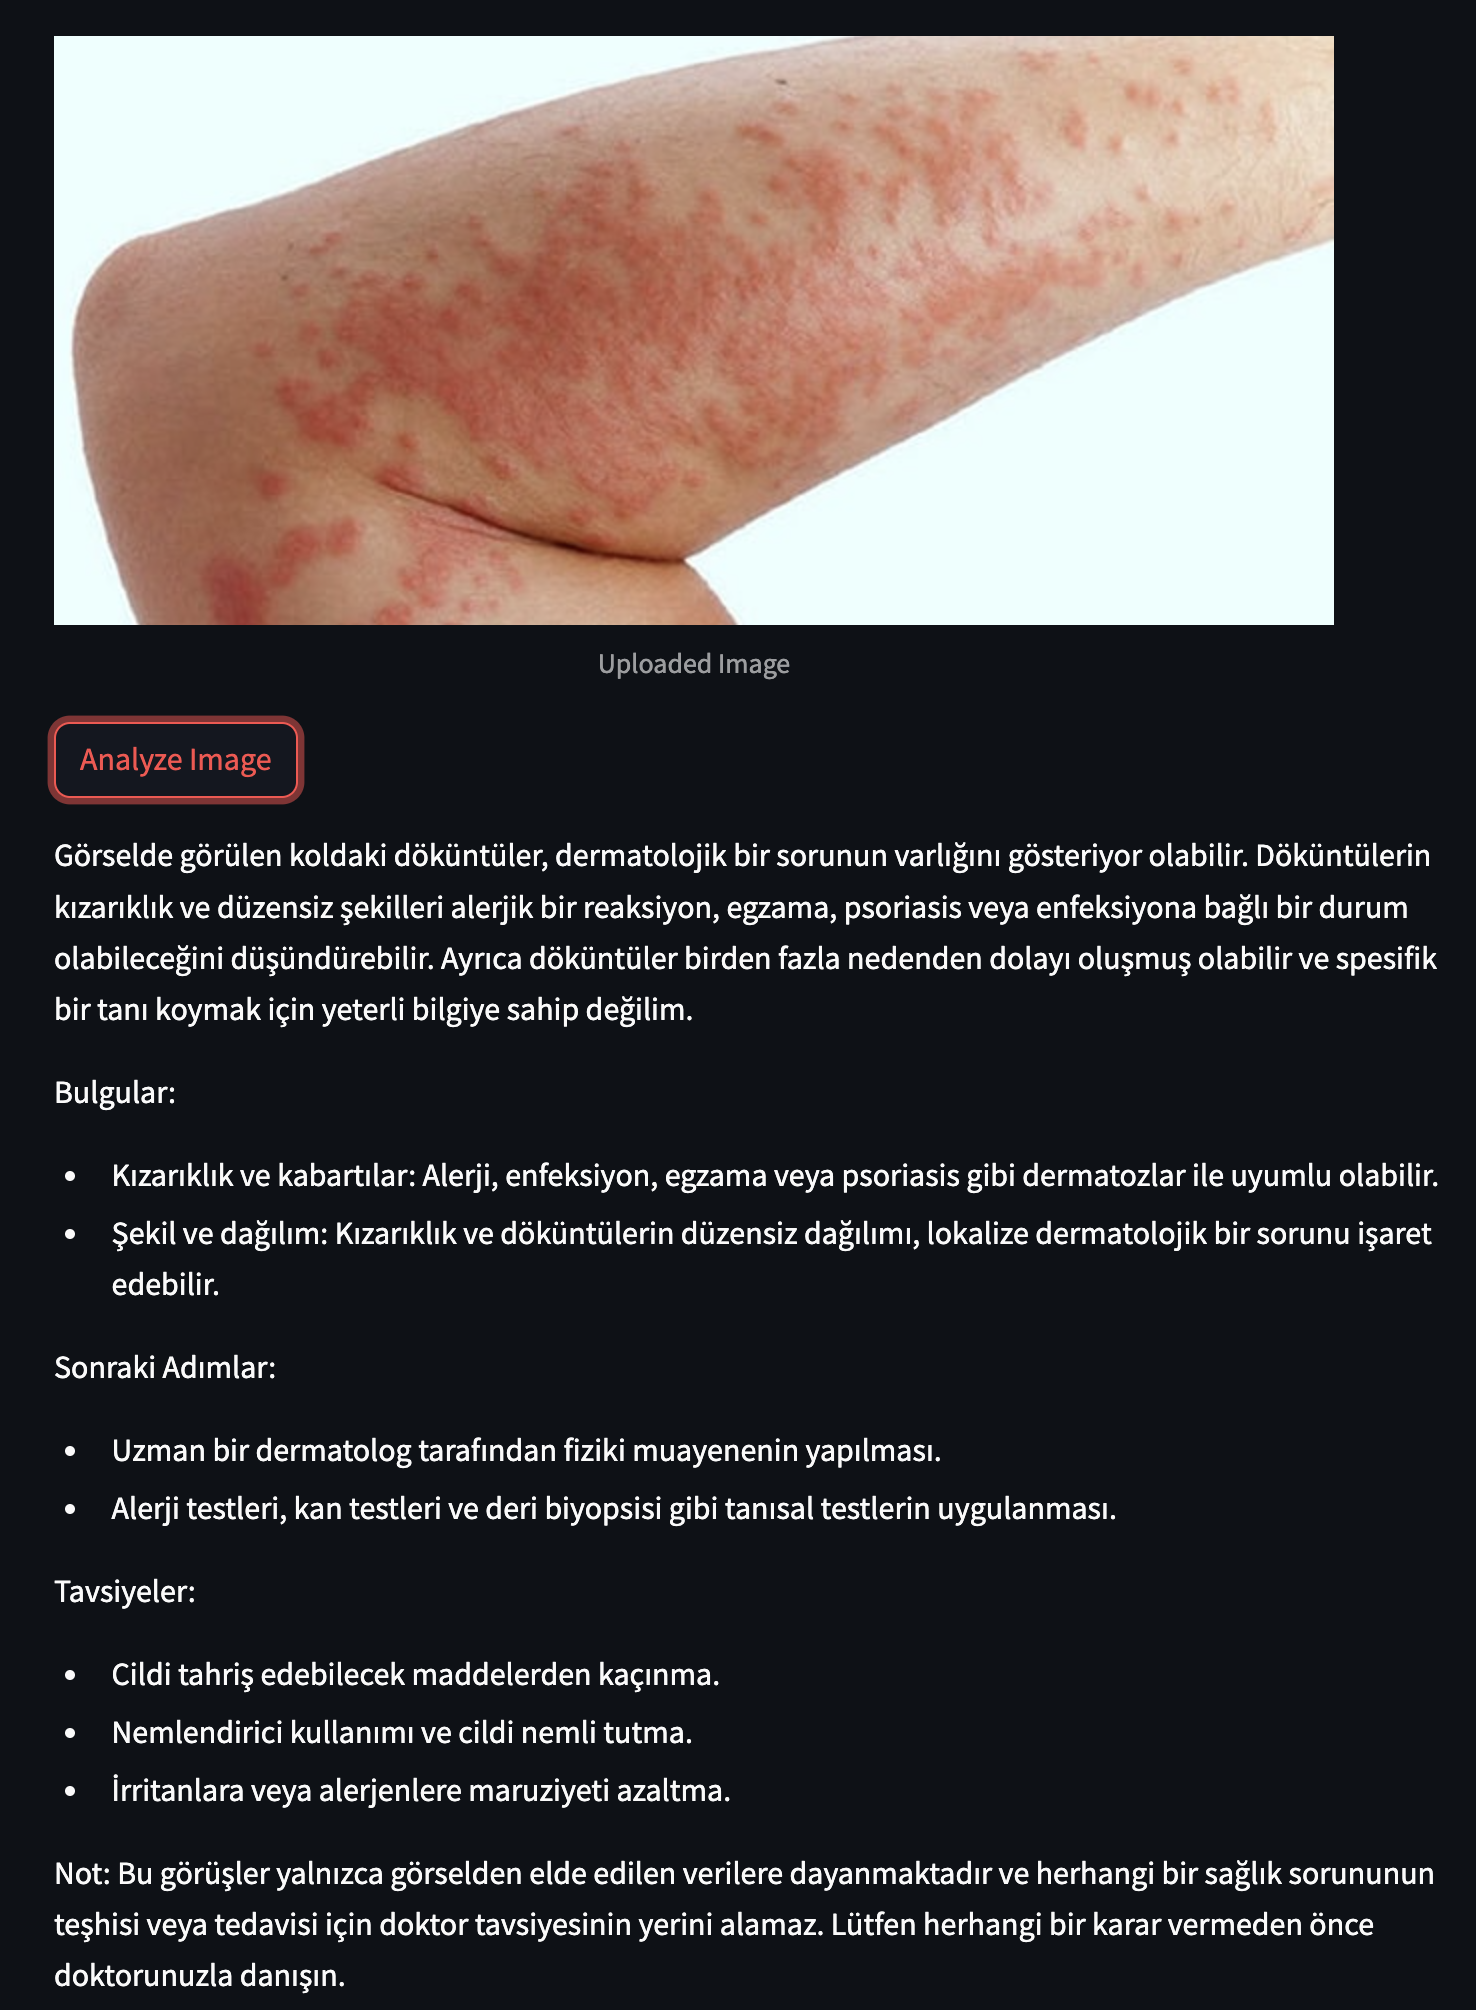 Uploaded Image
Analyze Image
Görselde görülen koldaki döküntüler, dermatolojik bir sorunun varlığını gösteriyor olabilir. Döküntülerin
kızarıklık ve düzensiz şekilleri alerjik bir reaksiyon, egzama, psoriasis veya enfeksiyona bağlı bir durum
olabileceğini düşündürebilir. Ayrıca döküntüler birden fazla nedenden dolayı oluşmuş olabilir ve spesifik
bir tanı koymak için yeterli bilgiye sahip değilim.
Bulgular:
• Kızarıklık ve kabartılar: Alerji, enfeksiyon, egzama veya psoriasis gibi dermatozlar ile uyumlu olabilir.
• Şekil ve dağılım: Kızarıklık ve döküntülerin düzensiz dağılımı, lokalize dermatolojik bir sorunu işaret
edebilir.
Sonraki Adımlar:
• Uzman bir dermatolog tarafından fiziki muayenenin yapılması.
• Alerji testleri, kan testleri ve deri biyopsisi gibi tanısal testlerin uygulanması.
Tavsiyeler:
• Cildi tahriş edebilecek maddelerden kaçınma.
• Nemlendirici kullanımı ve cildi nemli tutma.
• İrritanlara veya alerjenlere maruziyeti azaltma.
Not: Bu görüşler yalnızca görselden elde edilen verilere dayanmaktadır ve herhangi bir sağlık sorununun
teşhisi veya tedavisi için doktor tavsiyesinin yerini alamaz. Lütfen herhangi bir karar vermeden önce
doktorunuzla danışın.